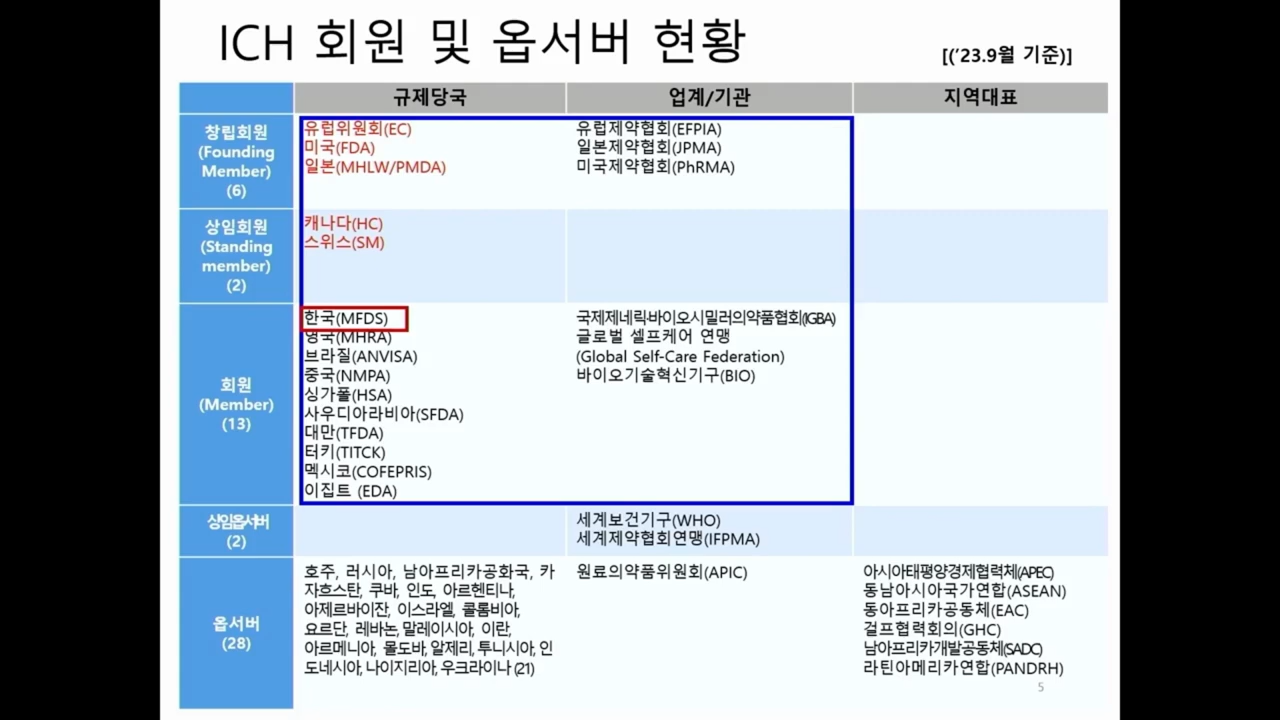 ICH 회원 및 옵서버 현황
[('23.9월 기준)]
규제당국
업계/기관
지역대표
창립회원
(Founding
Member)
(6)
유럽위원회(EC)
미국(FDA)
일본(MHLW/PMDA)
유럽제약협회(EFPIA)
일본제약협회(JPMA)
미국제약협회(PhRMA)
상임회원
(Standing
member)
(2)
캐나다(HC)
스위스(SM)
회원
(Member)
(13)
한국(MFDS)
영국(MHRA)
브라질(ANVISA)
중국(NMPA)
싱가폴(HSA)
사우디아라비아(SFDA)
대만(TFDA)
터키(TITCK)
멕시코(COFEPRIS)
이집트 (EDA)
국제제네릭·바이오시밀러의약품협회(IGBA)
글로벌 셀프케어 연맹
(Global Self-Care Federation)
바이오기술혁신기구(BIO)
상임옵서버
(2)
세계보건기구(WHO)
세계제약협회연맹(IFPMA)
옵서버
(28)
호주, 러시아, 남아프리카공화국, 카
자흐스탄, 쿠바, 인도, 아르헨티나,
아제르바이잔, 이스라엘, 콜롬비아,
요르단, 레바논, 말레이시아, 이란,
아르메니아, 몰도바, 알제리, 투니시아, 인
도네시아, 나이지리아, 우크라이나 (21)
원료의약품위원회(APIC)
아시아태평양경제협력체(APEC)
동남아시아국가연합(ASEAN)
동아프리카공동체(EAC)
걸프협력회의(GHC)
남아프리카개발공동체(SADC)
라틴아메리카연합(PANDRH)
5